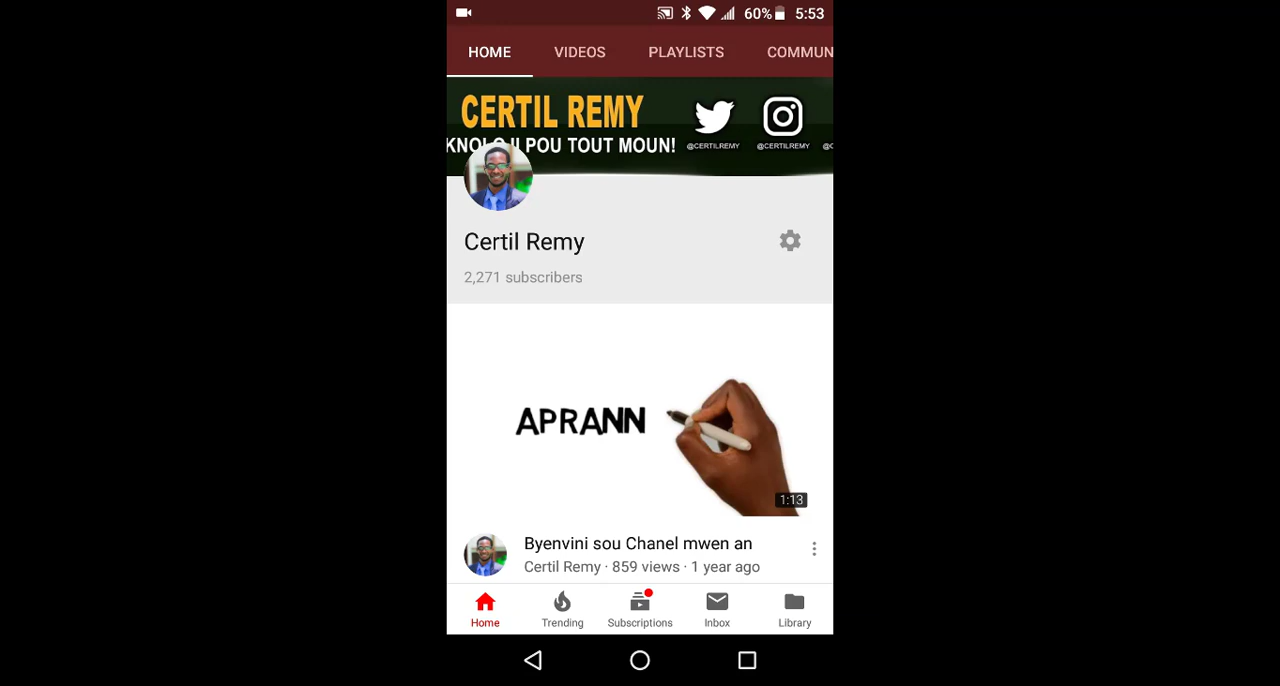 60% 5:53
HOME VIDEOS PLAYLISTS COMMUN
CERTIL REMY
POU TOUT MOUN!
@CERTILREMY @CERTILREMY
Certil Remy
2,271 subscribers
APRANN
1:13
Byenvini sou Chanel mwen an
Certil Remy · 859 views · 1 year ago
Home Trending Subscriptions Inbox Library